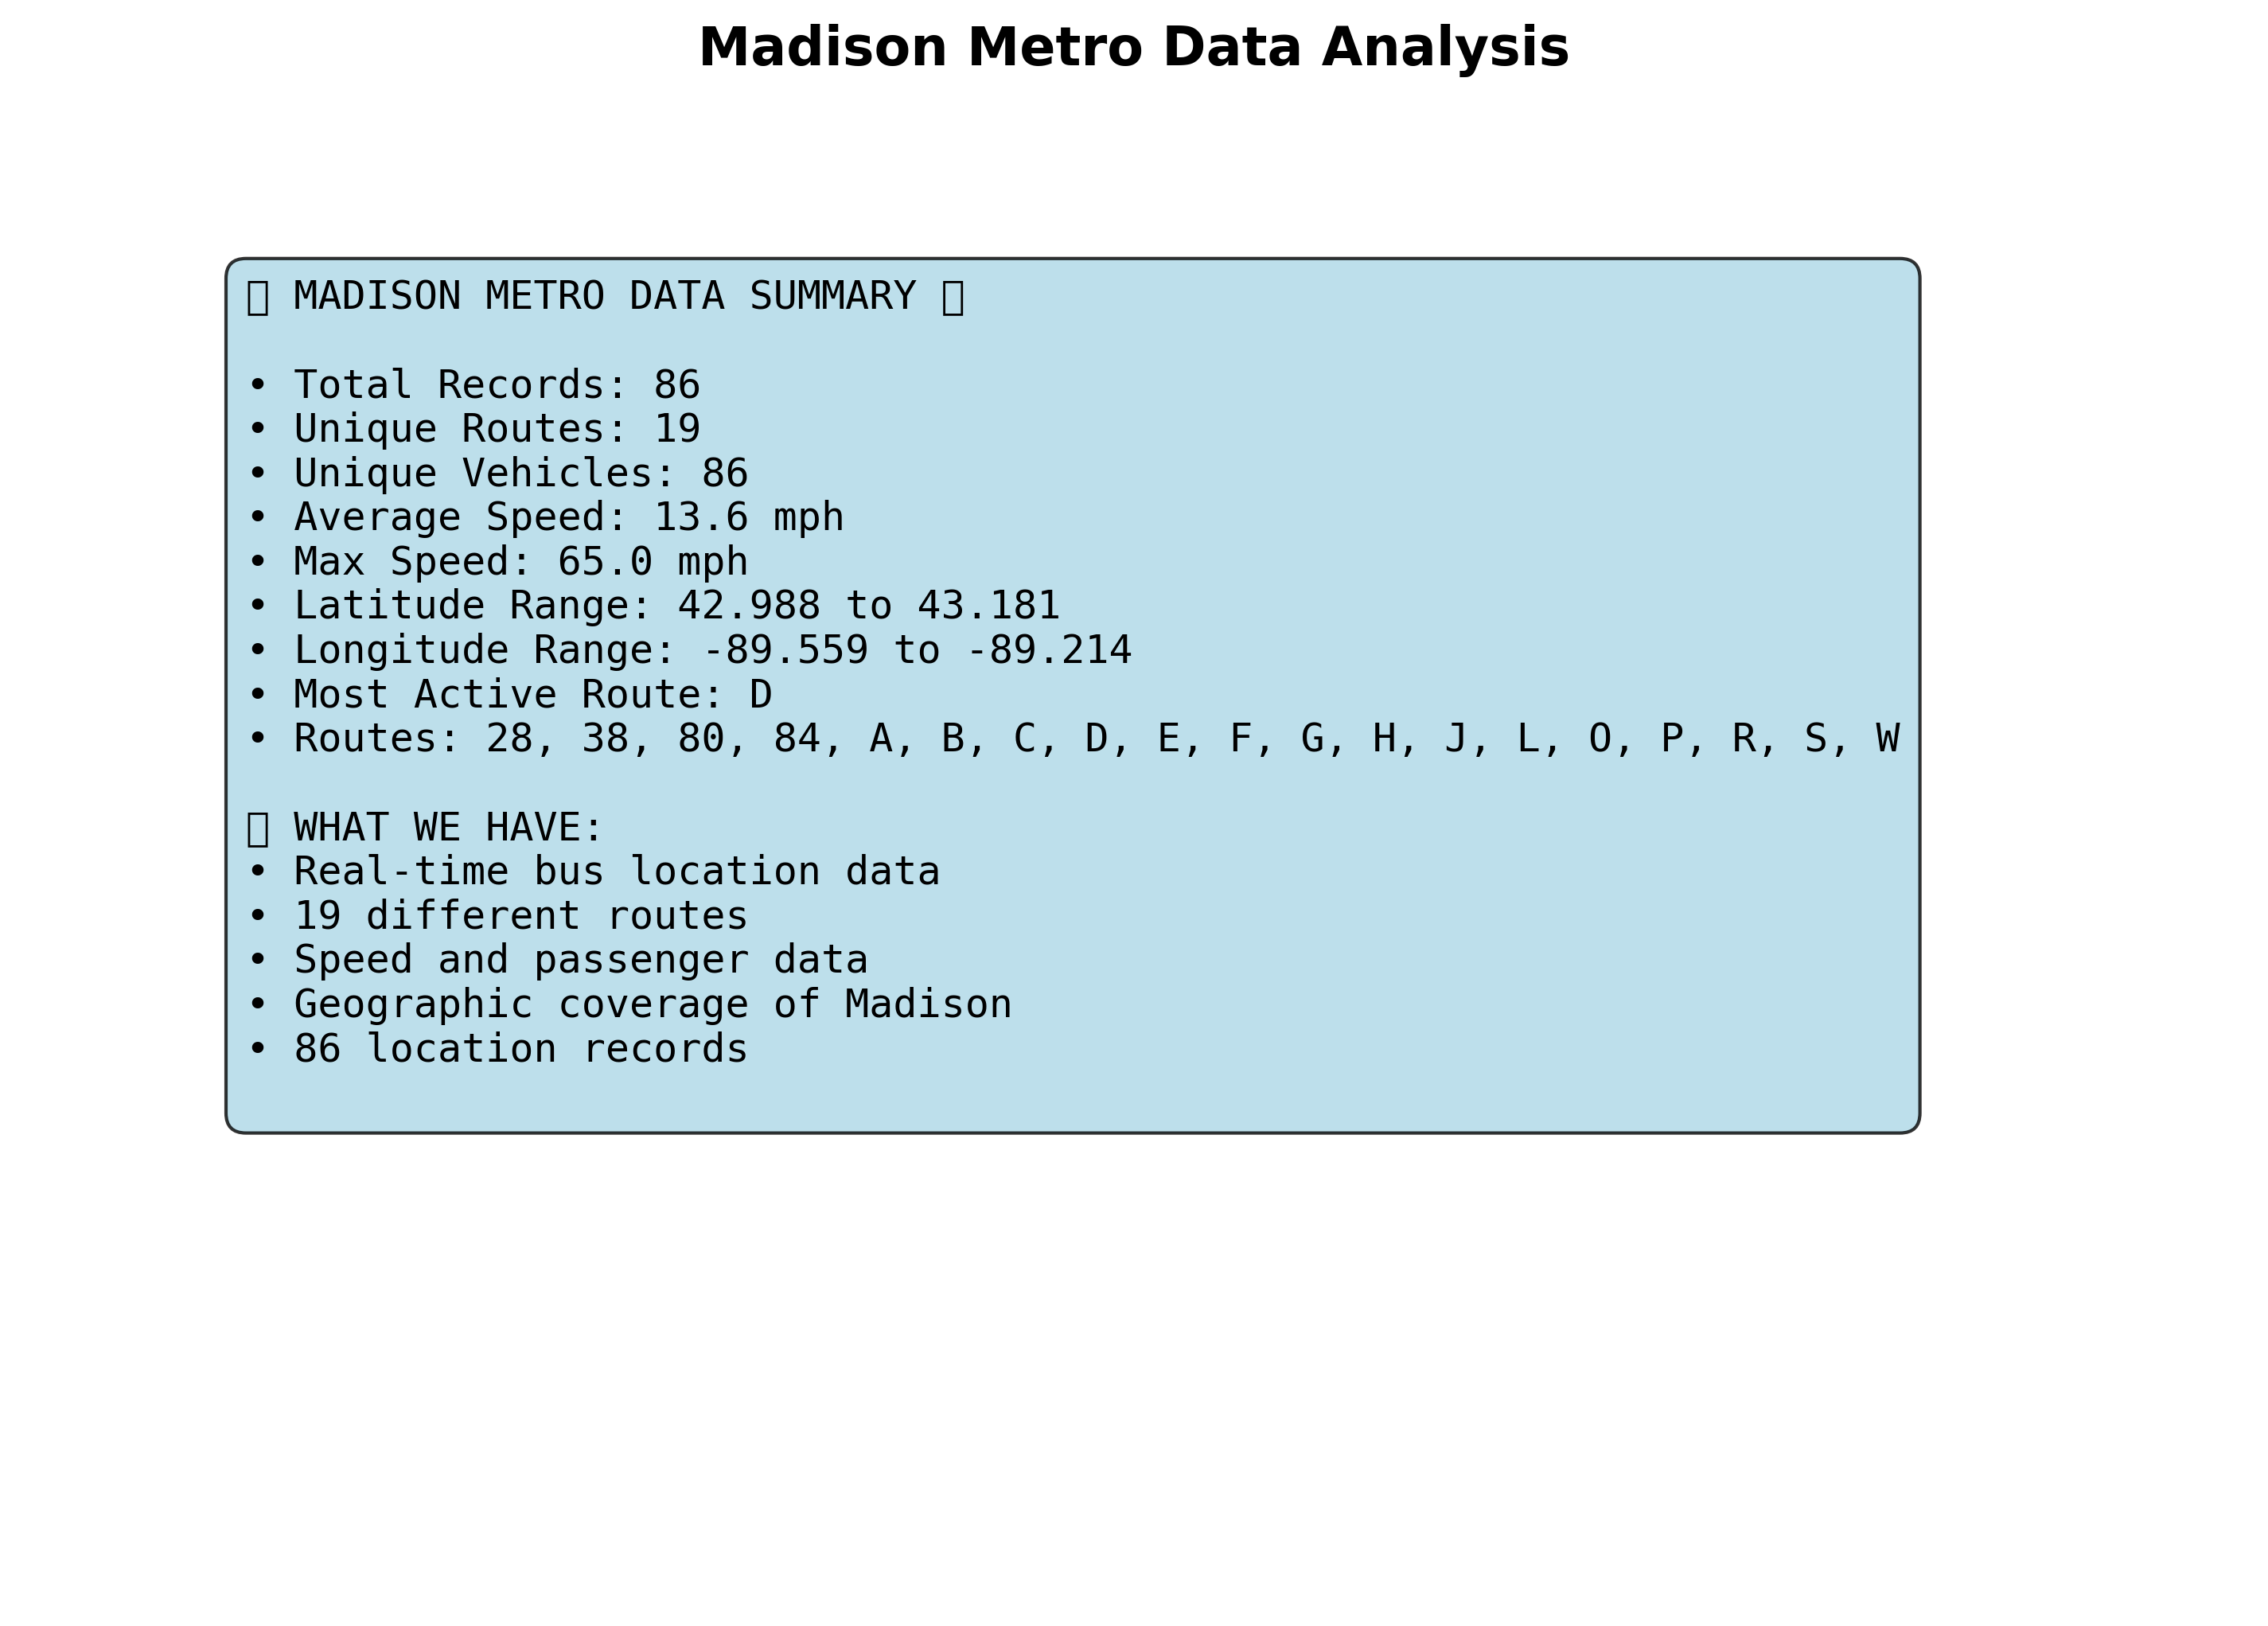 Madison Metro Data Analysis
▯ MADISON METRO DATA SUMMARY ▯
• Total Records: 86
• Unique Routes: 19
• Unique Vehicles: 86
• Average Speed: 13.6 mph
• Max Speed: 65.0 mph
• Latitude Range: 42.988 to 43.181
• Longitude Range: -89.559 to -89.214
• Most Active Route: D
• Routes: 28, 38, 80, 84, A, B, C, D, E, F, G, H, J, L, O, P, R, S, W
▯ WHAT WE HAVE:
• Real-time bus location data
• 19 different routes
• Speed and passenger data
• Geographic coverage of Madison
• 86 location records